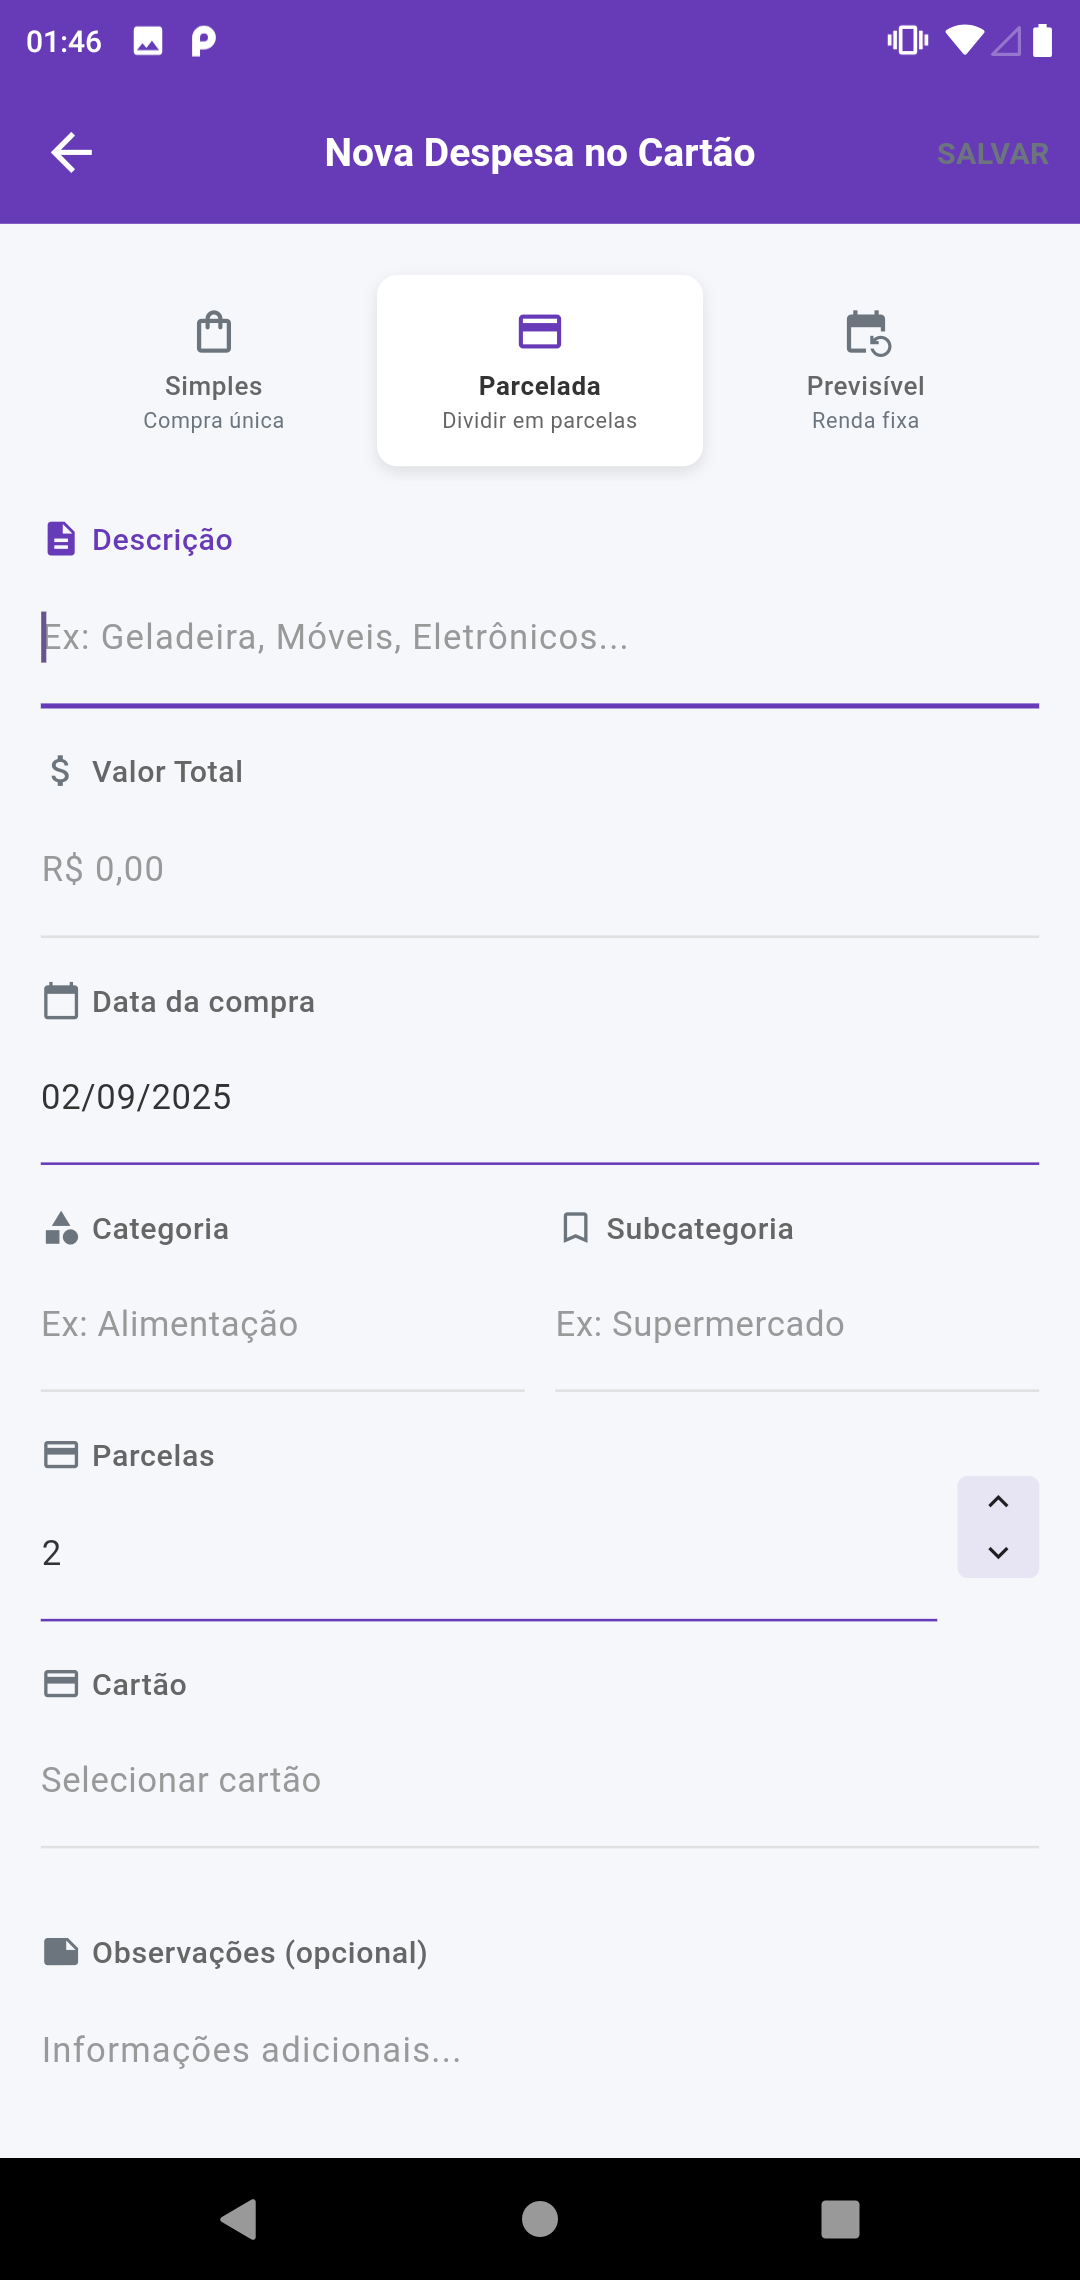 01:46
Nova Despesa no Cartão
SALVAR
Simples
Compra única
Parcelada
Dividir em parcelas
Previsível
Renda fixa
Descrição
Ex: Geladeira, Móveis, Eletrônicos...
Valor Total
R$ 0,00
Data da compra
02/09/2025
Categoria
Ex: Alimentação
Subcategoria
Ex: Supermercado
Parcelas
2
Cartão
Selecionar cartão
Observações (opcional)
Informações adicionais...